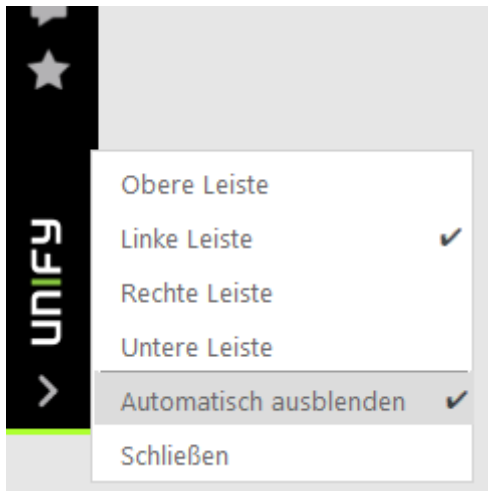 unify
Obere Leiste
Linke Leiste
Rechte Leiste
Untere Leiste
Automatisch ausblenden
Schließen